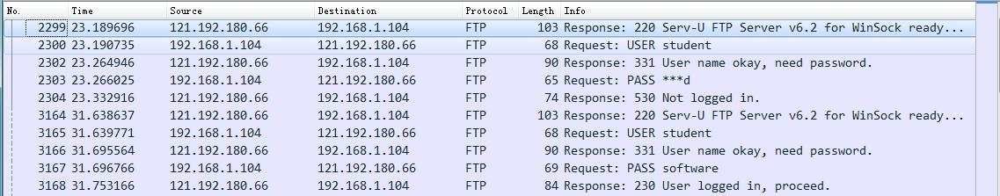 No. Time Source Destination Protocol Length Info
2299 23.189696 121.192.180.66 192.168.1.104 FTP 103 Response: 220 Serv-U FTP Server v6.2 for WinSock ready...
2300 23.190735 192.168.1.104 121.192.180.66 FTP 68 Request: USER student
2302 23.264946 121.192.180.66 192.168.1.104 FTP 90 Response: 331 User name okay, need password.
2303 23.266025 192.168.1.104 121.192.180.66 FTP 65 Request: PASS ***d
2304 23.332916 121.192.180.66 192.168.1.104 FTP 74 Response: 530 Not logged in.
3164 31.638637 121.192.180.66 192.168.1.104 FTP 103 Response: 220 Serv-U FTP Server v6.2 for WinSock ready...
3165 31.639771 192.168.1.104 121.192.180.66 FTP 68 Request: USER student
3166 31.695564 121.192.180.66 192.168.1.104 FTP 90 Response: 331 User name okay, need password.
3167 31.696766 192.168.1.104 121.192.180.66 FTP 69 Request: PASS software
3168 31.753166 121.192.180.66 192.168.1.104 FTP 84 Response: 230 User logged in, proceed.